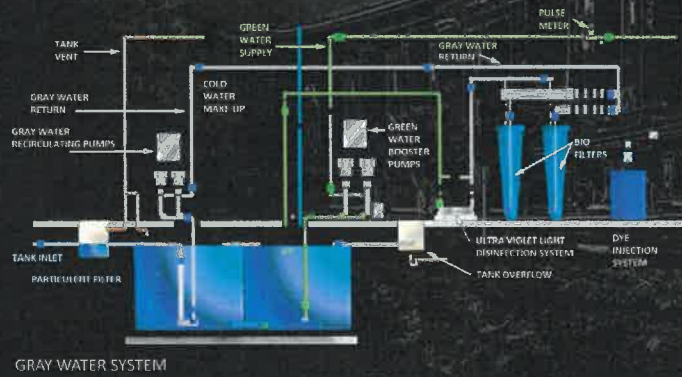 PULSE
METER
GREEN
WATER
SUPPLY
TANK
VENT
GRAY WATER
RETURN
COLD
WATER
MAKE-UP
GRAY WATER
RETURN
GRAY WATER
RECIRCULATING PUMPS
GREEN
WATER
BOOSTER
PUMPS
BIO
FILTERS
TANK INLET
PARTICULENT FILTER
ULTRA VIOLET LIGHT
DISINFECTION SYSTEM
DYE
INJECTION
SYSTEM
TANK OVERFLOW
GRAY WATER SYSTEM